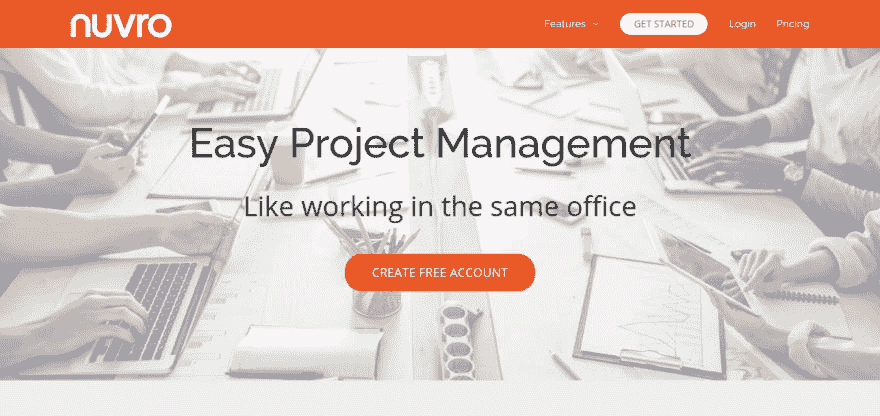 nuvro
Features
GET STARTED
Login
Pricing
Easy Project Management
Like working in the same office
CREATE FREE ACCOUNT